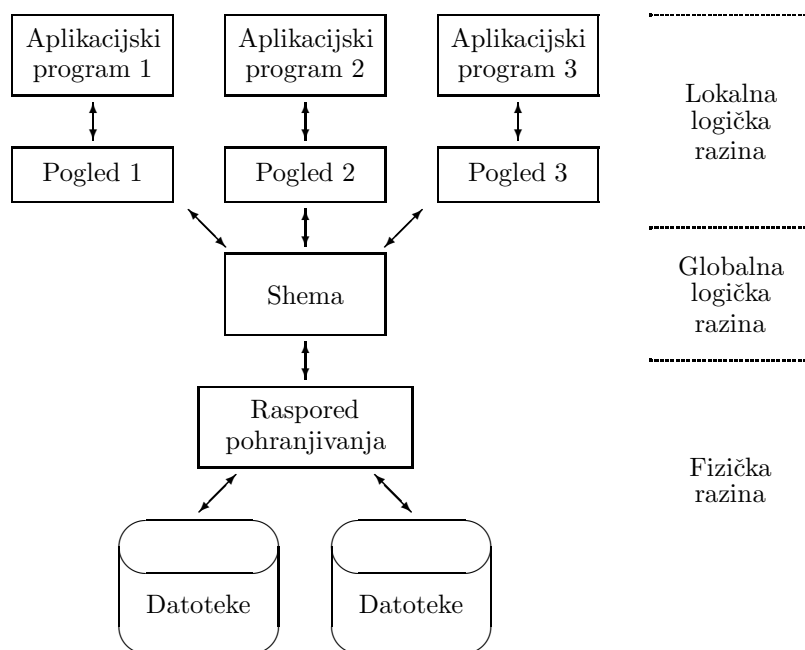 Aplikacijski
program 1
Aplikacijski
program 2
Aplikacijski
program 3
Lokalna
logička
razina
Pogled 1
Pogled 2
Pogled 3
Globalna
logička
razina
Shema
Raspored
pohranjivanja
Fizička
razina
Datoteke
Datoteke